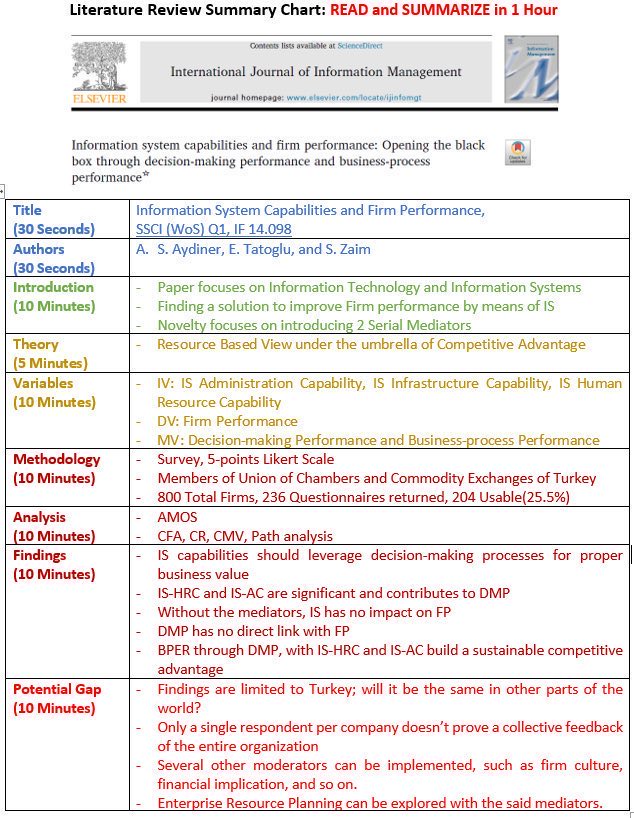 Literature Review Summary Chart: READ and SUMMARIZE in 1 Hour
Contents lists available at ScienceDirect
International Journal of Information Management
ELSEVIER
journal homepage: www.elsevier.com/locate/ijinfomgt
Information
Management
Information system capabilities and firm performance: Opening the black
box through decision-making performance and business-process
performance☆
Check for
updates
Title
(30 Seconds)
Information System Capabilities and Firm Performance,
SSCI (WoS) Q1, IF 14.098
Authors
(30 Seconds)
A. S. Aydiner, E. Tatoglu, and S. Zaim
Introduction
(10 Minutes)
- Paper focuses on Information Technology and Information Systems
- Finding a solution to improve Firm performance by means of IS
- Novelty focuses on introducing 2 Serial Mediators
Theory
(5 Minutes)
- Resource Based View under the umbrella of Competitive Advantage
Variables
(10 Minutes)
- IV: IS Administration Capability, IS Infrastructure Capability, IS Human
Resource Capability
- DV: Firm Performance
- MV: Decision-making Performance and Business-process Performance
Methodology
(10 Minutes)
- Survey, 5-points Likert Scale
- Members of Union of Chambers and Commodity Exchanges of Turkey
- 800 Total Firms, 236 Questionnaires returned, 204 Usable(25.5%)
Analysis
(10 Minutes)
- AMOS
- CFA, CR, CMV, Path analysis
Findings
(10 Minutes)
- IS capabilities should leverage decision-making processes for proper
business value
- IS-HRC and IS-AC are significant and contributes to DMP
- Without the mediators, IS has no impact on FP
- DMP has no direct link with FP
- BPER through DMP, with IS-HRC and IS-AC build a sustainable competitive
advantage
Potential Gap
(10 Minutes)
- Findings are limited to Turkey; will it be the same in other parts of the
world?
- Only a single respondent per company doesn't prove a collective feedback
of the entire organization
- Several other moderators can be implemented, such as firm culture,
financial implication, and so on.
- Enterprise Resource Planning can be explored with the said mediators.